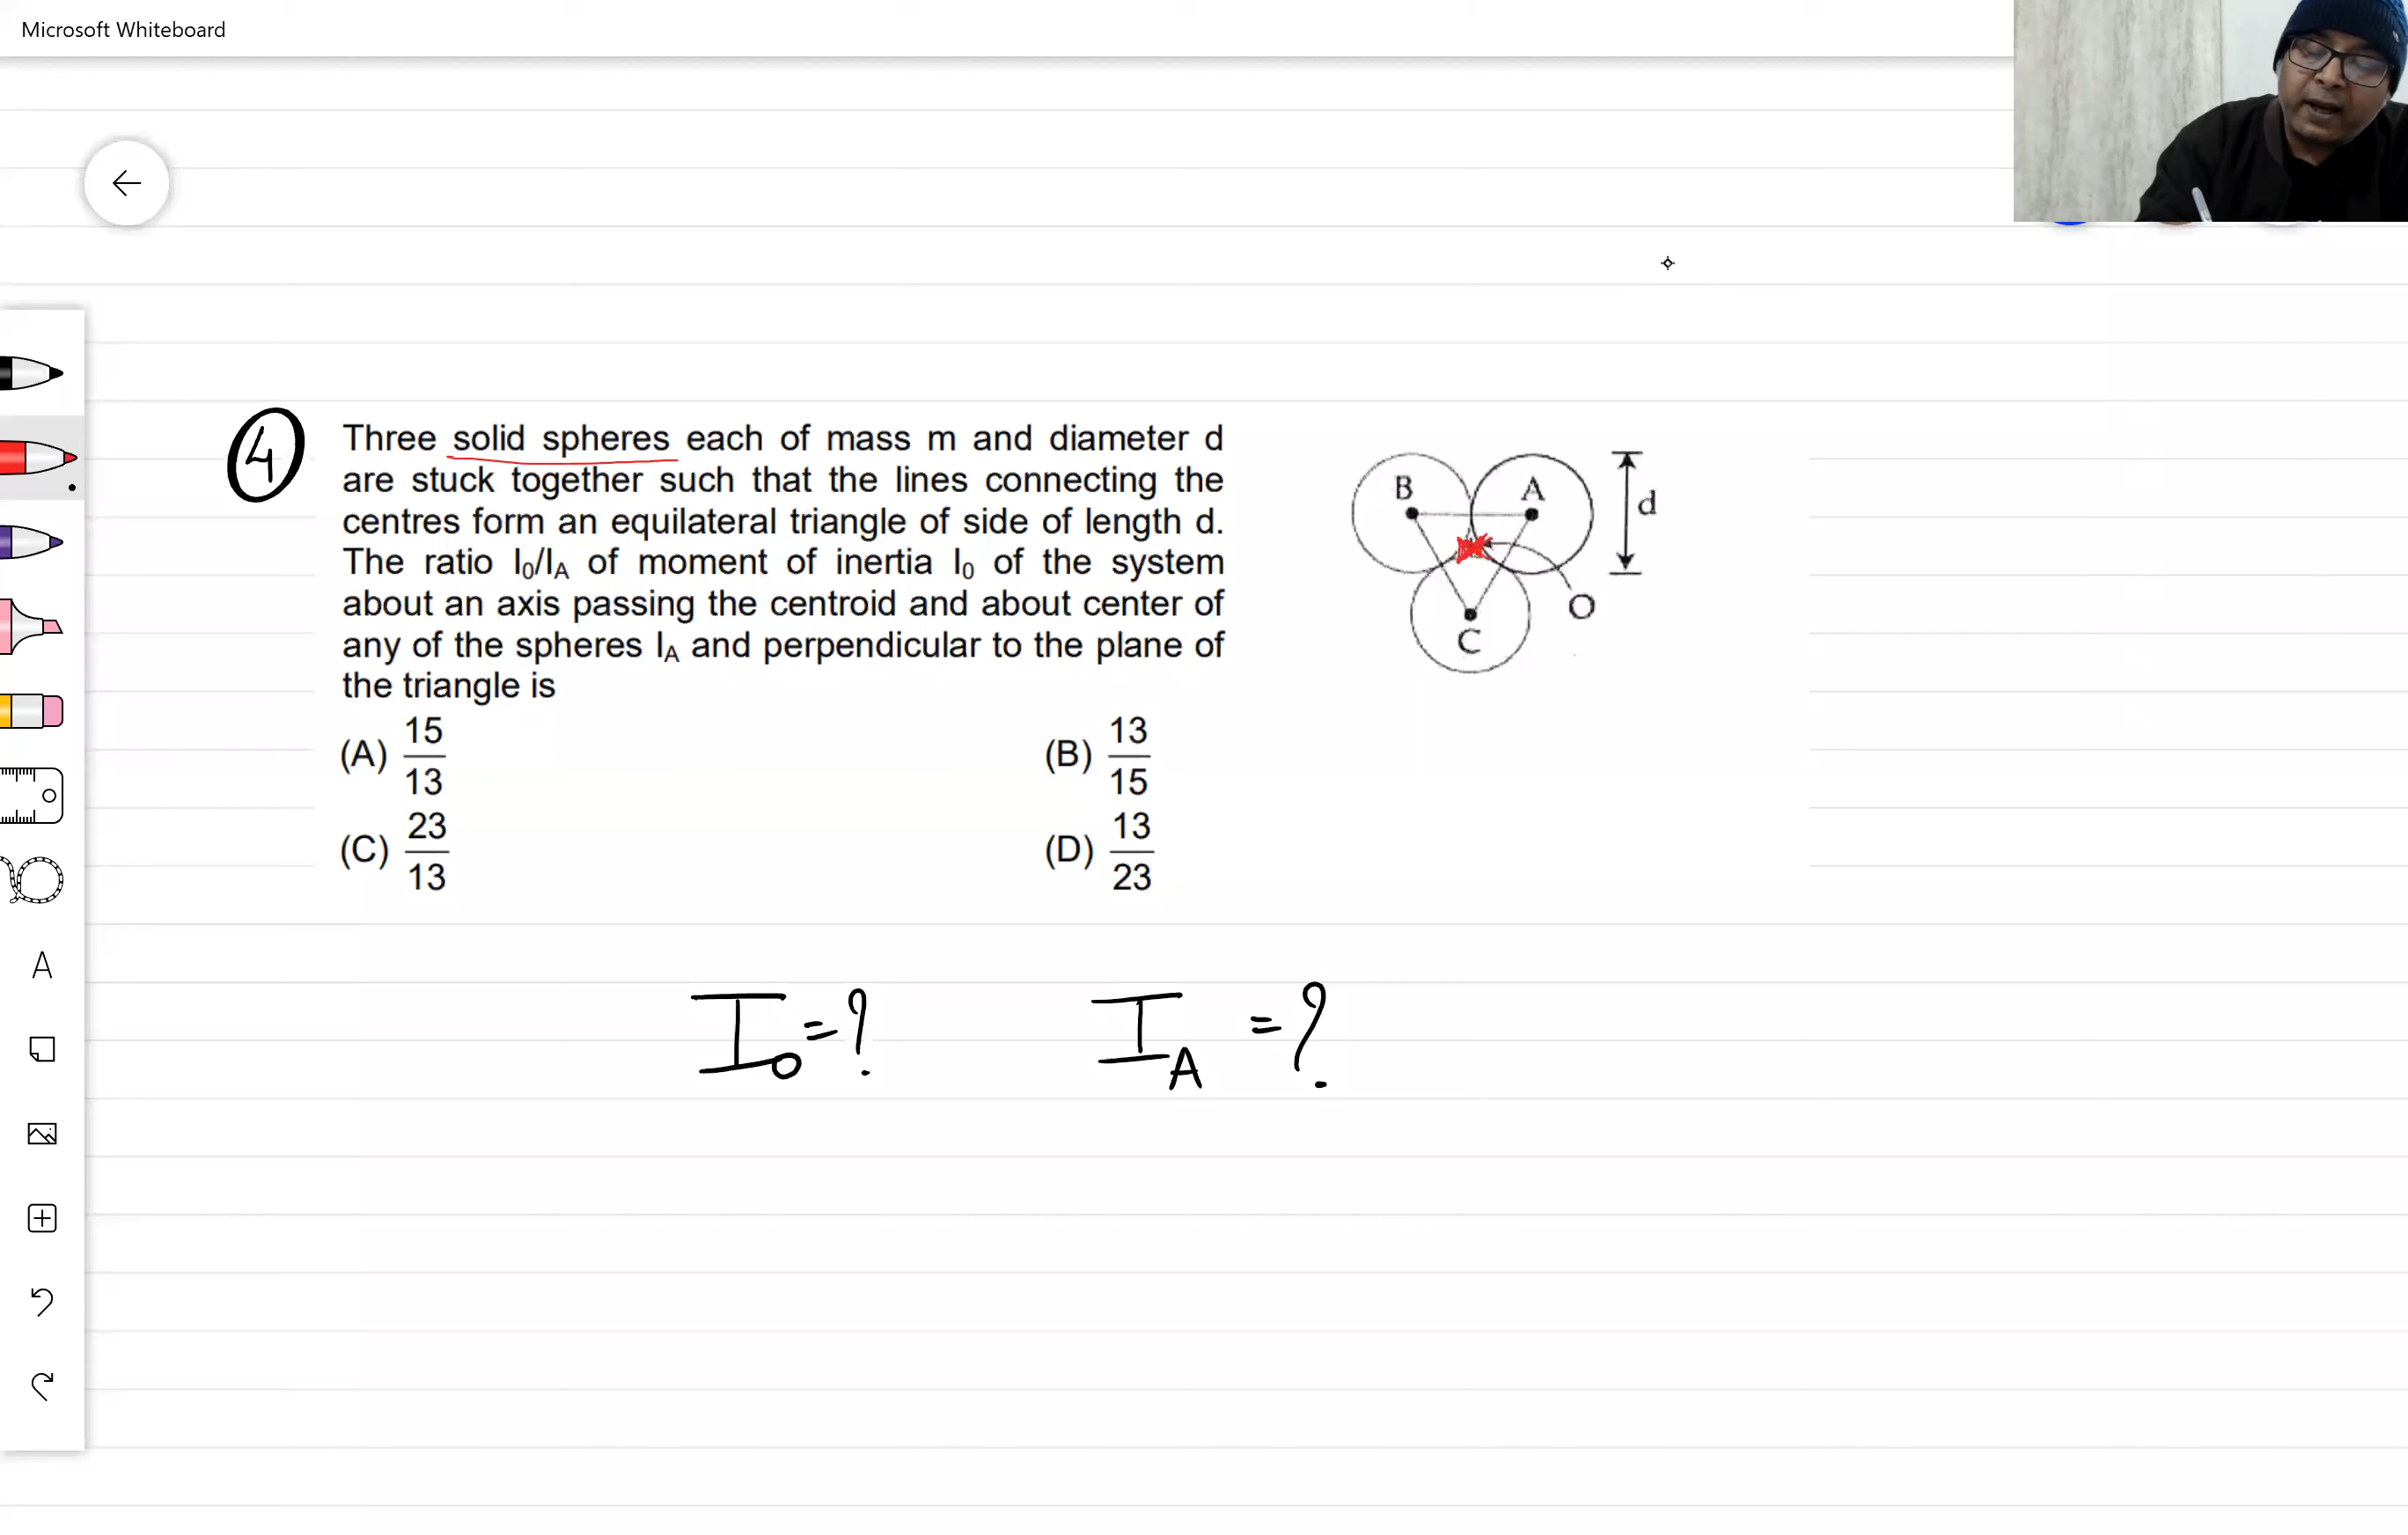 Microsoft Whiteboard
4
Three solid spheres each of mass m and diameter d
are stuck together such that the lines connecting the
centres form an equilateral triangle of side of length d.
The ratio I₀/I_A of moment of inertia I₀ of the system
about an axis passing the centroid and about center of
any of the spheres I_A and perpendicular to the plane of
the triangle is
(A) 15/13
(B) 13/15
(C) 23/13
(D) 13/23
B A d
O
C
I₀ = ?
I_A = ?
A